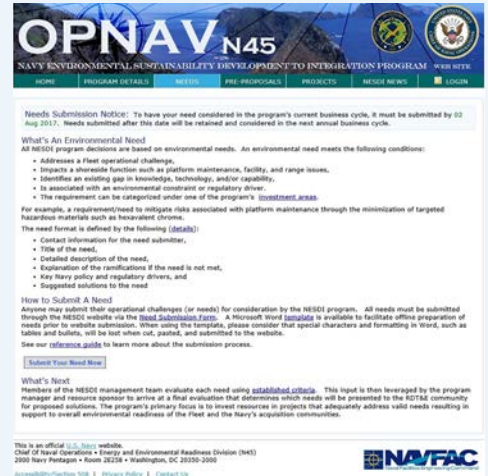 OPNAV N45
NAVY ENVIRONMENTAL SUSTAINABILITY DEVELOPMENT TO INTEGRATION PROGRAM WEB SITE
HOME PROGRAM DETAILS NEEDS PRE-PROPOSALS PROJECTS NESDI NEWS LOGIN
Needs Submission Notice: To have your need considered in the program's current business cycle, it must be submitted by 02
Aug 2017. Needs submitted after this date will be retained and considered in the next annual business cycle.
What's An Environmental Need
All NESDI program decisions are based on environmental needs. An environmental need meets the following conditions:
• Addresses a Fleet operational challenge,
• Impacts a shoreside function such as platform maintenance, facility, and range issues,
• Identifies an existing gap in knowledge, technology, and/or capability,
• Is associated with an environmental constraint or regulatory driver.
• The requirement can be categorized under one of the program's investment areas.
For example, a requirement/need to mitigate risks associated with platform maintenance through the minimization of targeted
hazardous materials such as hexavalent chrome.
The need format is defined by the following (details):
• Contact information for the need submitter,
• Title of the need,
• Detailed description of the need,
• Explanation of the ramifications if the need is not met,
• Key Navy policy and regulatory drivers, and
• Suggested solutions to the need
How to Submit A Need
Anyone may submit their operational challenges (or needs) for consideration by the NESDI program. All needs must be submitted
through the NESDI website via the Need Submission Form. A Microsoft Word template is available to facilitate offline preparation of
needs prior to website submission. When using the template, please consider that special characters and formatting in Word, such as
tables and bullets, will be lost when cut, pasted, and submitted to the website.
See our reference guide to learn more about the submission process.
Submit Your Need Now
What's Next
Members of the NESDI management team evaluate each need using established criteria. This input is then leveraged by the program
manager and resource sponsor to arrive at a final evaluation that determines which needs will be presented to the RDT&E community
for proposed solutions. The program's primary focus is to invest resources in projects that adequately address valid needs resulting in
support to overall environmental readiness of the Fleet and the Navy's acquisition communities.
This is an official U.S. Navy website.
Chief Of Naval Operations • Energy and Environmental Readiness Division (N45)
2000 Navy Pentagon • Room 2E258 • Washington, DC 20350-2000
Accessibility/Section 508 | Privacy Policy | Contact Us
NAVFAC
Naval Facilities Engineering Command